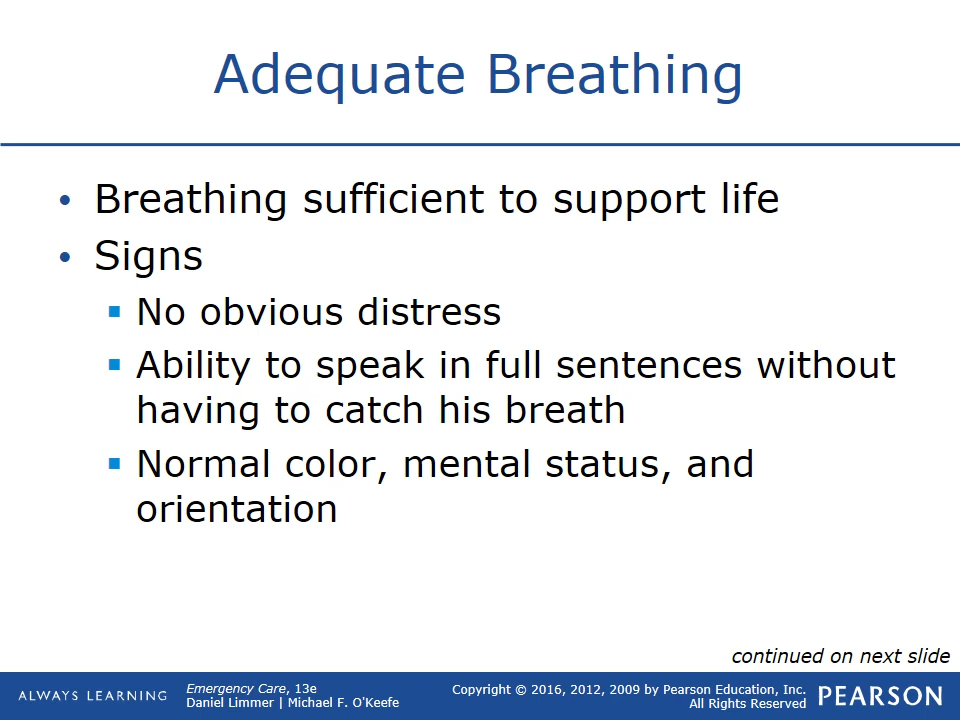 Adequate Breathing
• Breathing sufficient to support life
• Signs
▪ No obvious distress
▪ Ability to speak in full sentences without
having to catch his breath
▪ Normal color, mental status, and
orientation
continued on next slide
ALWAYS LEARNING
Emergency Care, 13e
Daniel Limmer | Michael F. O'Keefe
Copyright © 2016, 2012, 2009 by Pearson Education, Inc.
All Rights Reserved
PEARSON